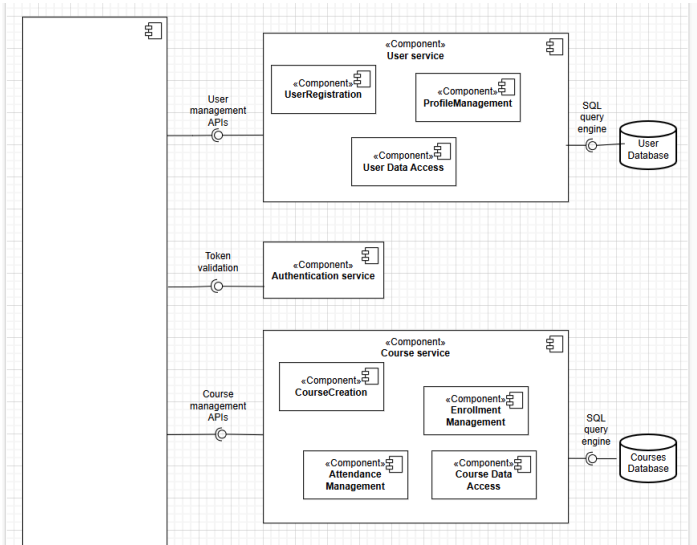 «Component»
User service
«Component»
UserRegistration
«Component»
ProfileManagement
«Component»
User Data Access
User
management
APIs
SQL
query
engine
User
Database
Token
validation
«Component»
Authentication service
«Component»
Course service
«Component»
CourseCreation
«Component»
Enrollment
Management
«Component»
Attendance
Management
«Component»
Course Data
Access
Course
management
APIs
SQL
query
engine
Courses
Database